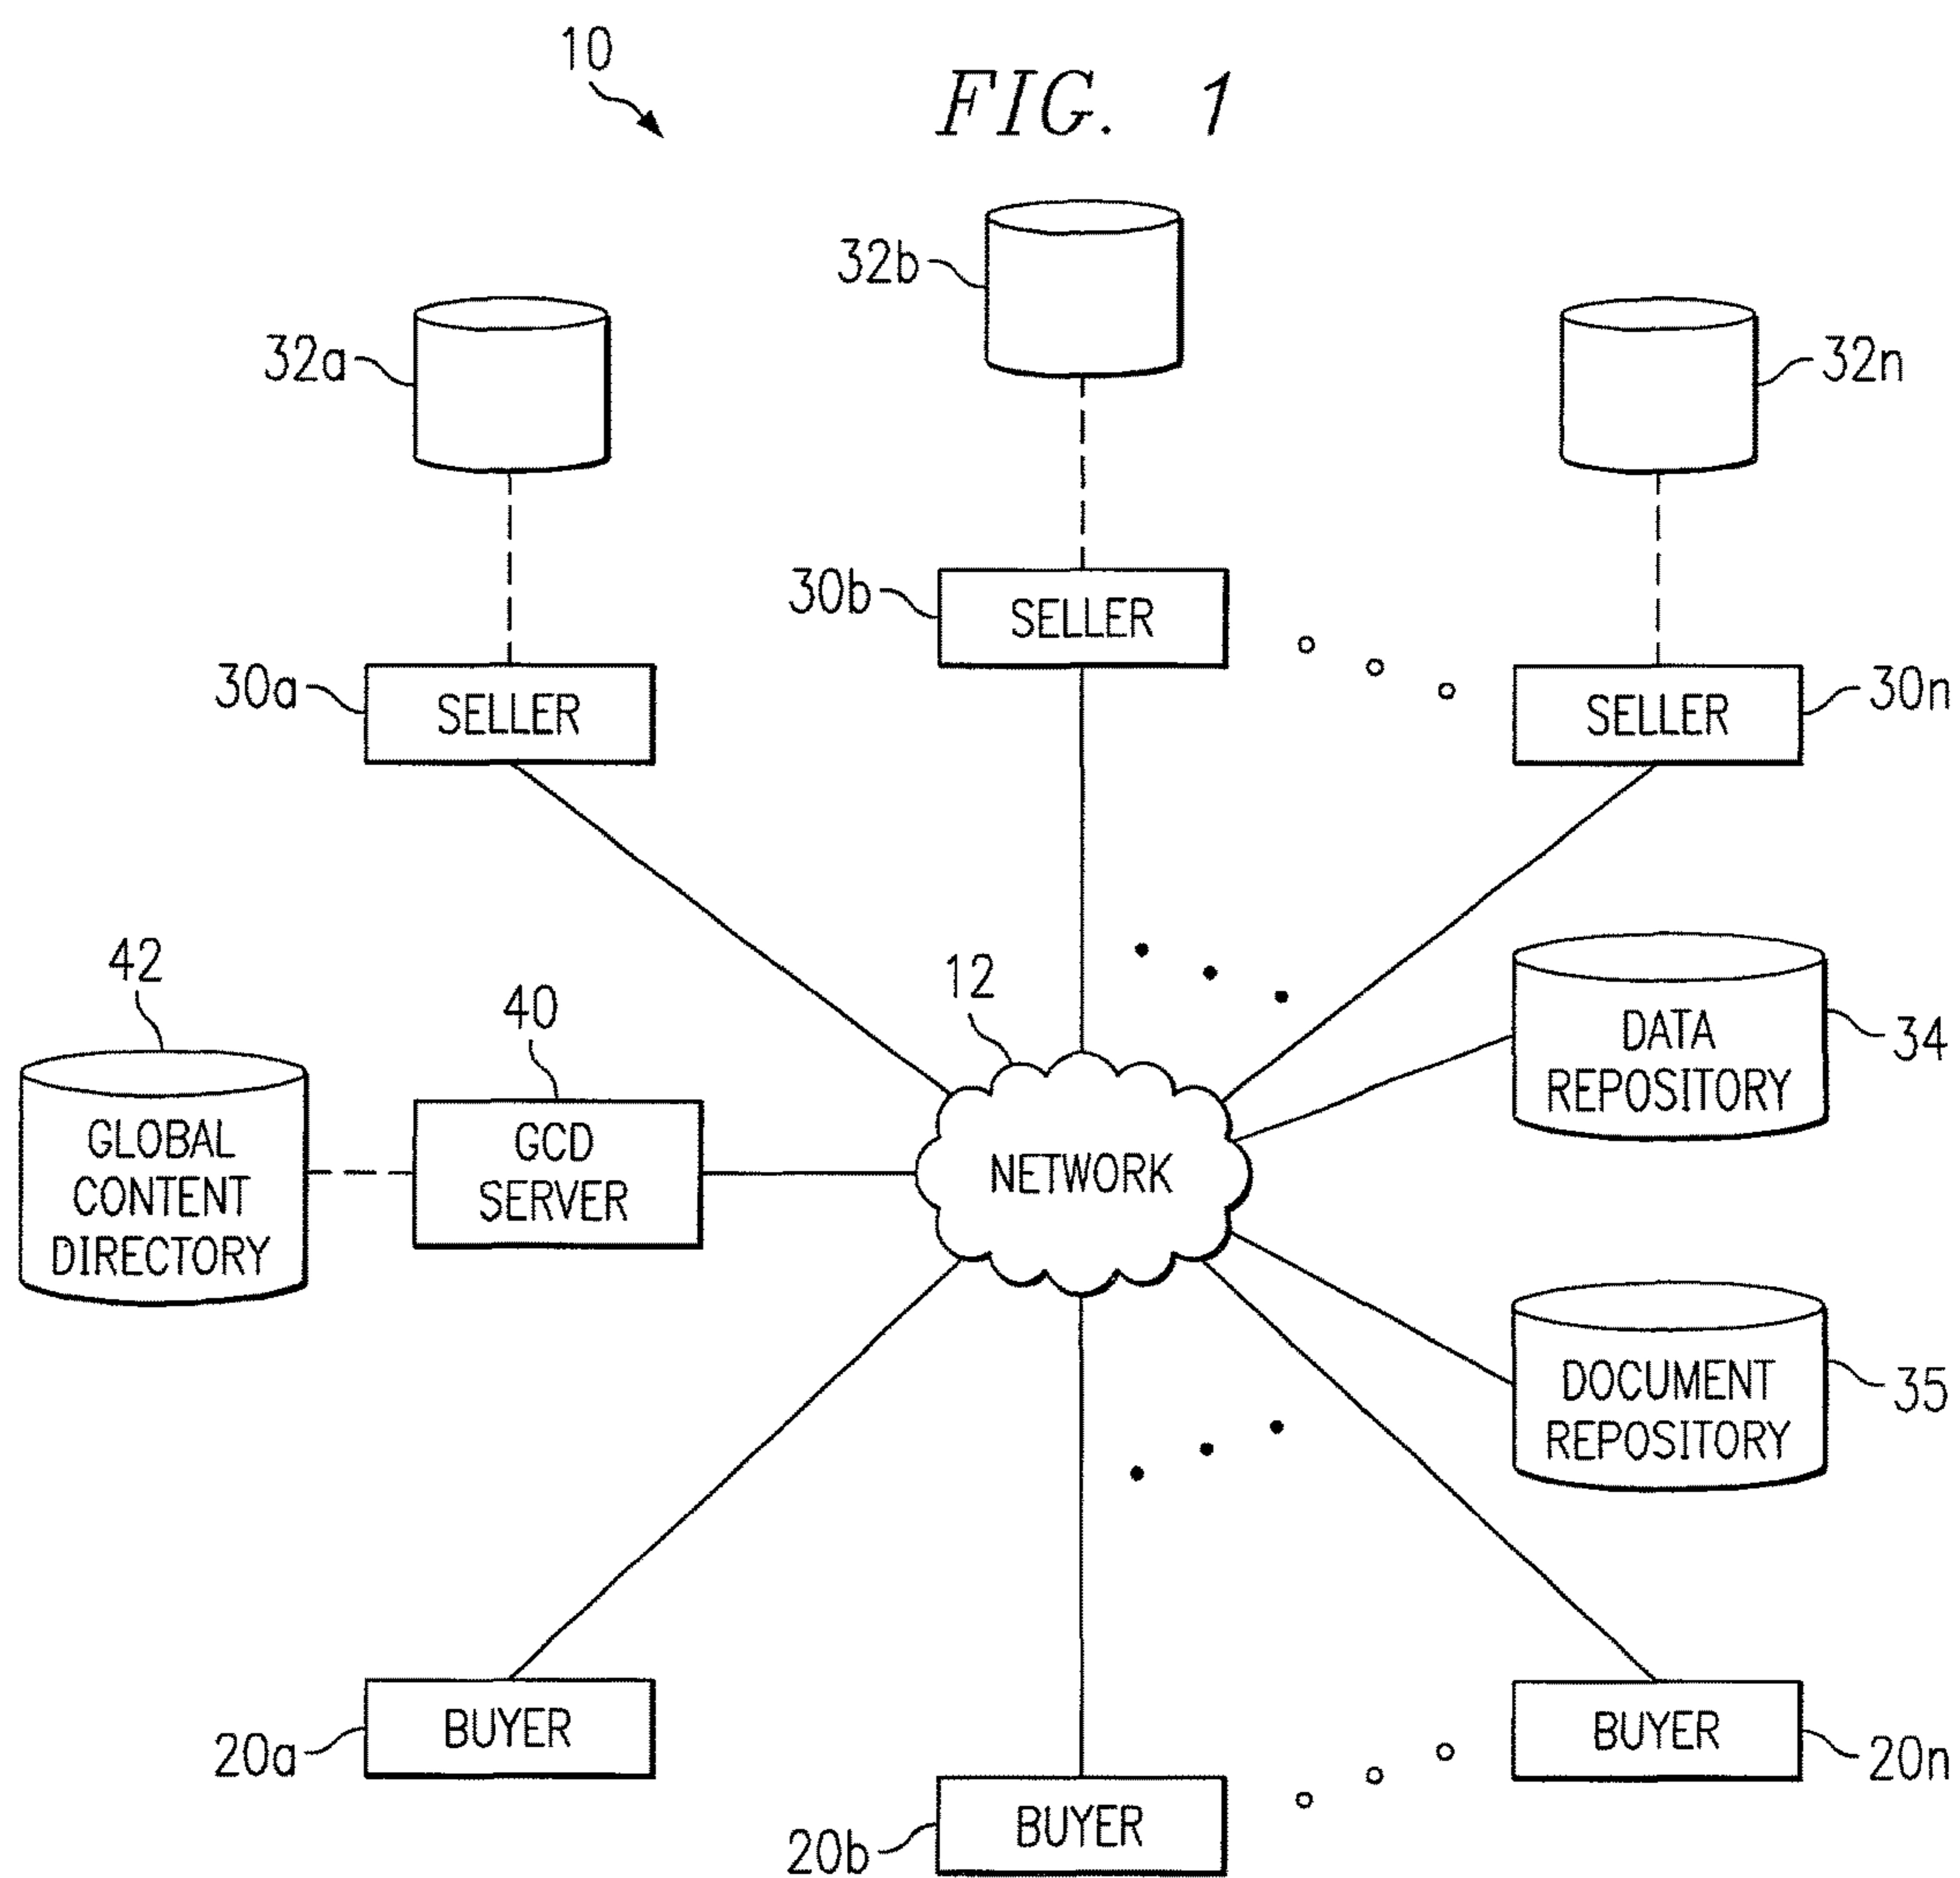 10
FIG. 1
32b
32a
32n
30b
SELLER
30a
SELLER
SELLER
30n
42
12
40
DATA
REPOSITORY
34
GLOBAL
CONTENT
DIRECTORY
GCD
SERVER
NETWORK
DOCUMENT
REPOSITORY
35
BUYER
20a
BUYER
20n
BUYER
20b